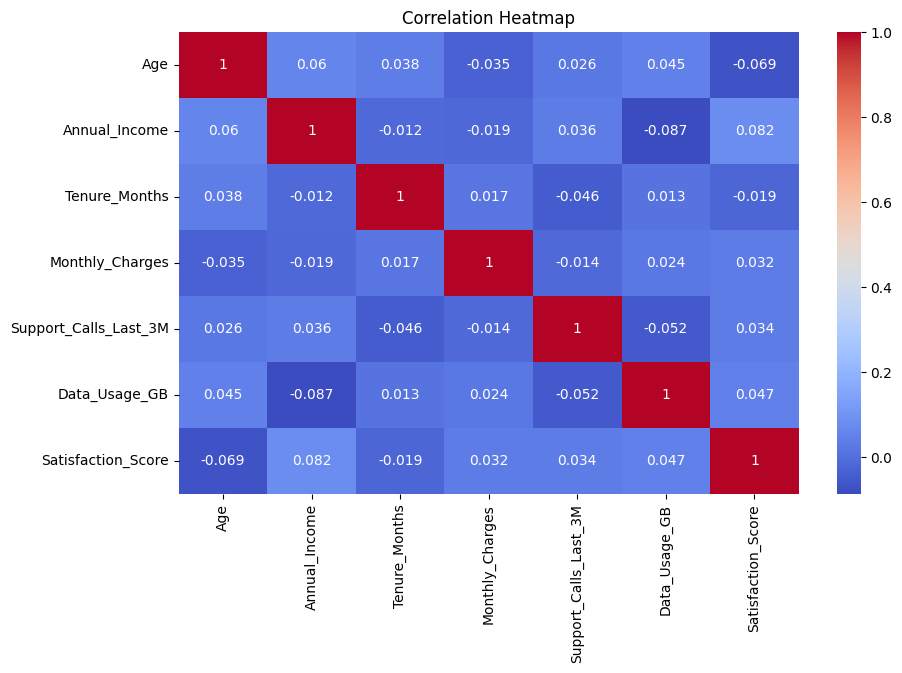 Correlation Heatmap
Age 1 0.06 0.038 -0.035 0.026 0.045 -0.069
Annual_Income 0.06 1 -0.012 -0.019 0.036 -0.087 0.082
Tenure_Months 0.038 -0.012 1 0.017 -0.046 0.013 -0.019
Monthly_Charges -0.035 -0.019 0.017 1 -0.014 0.024 0.032
Support_Calls_Last_3M 0.026 0.036 -0.046 -0.014 1 -0.052 0.034
Data_Usage_GB 0.045 -0.087 0.013 0.024 -0.052 1 0.047
Satisfaction_Score -0.069 0.082 -0.019 0.032 0.034 0.047 1
Age
Annual_Income
Tenure_Months
Monthly_Charges
Support_Calls_Last_3M
Data_Usage_GB
Satisfaction_Score
1.0
0.8
0.6
0.4
0.2
0.0